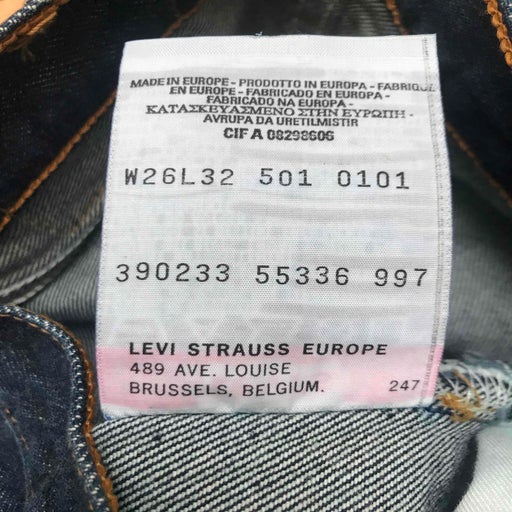 MADE IN EUROPE - PRODOTTO IN EUROPA - FABRIQUE
EN EUROPE - FABRICADO EN EUROPA -
FABRICADO NA EUROPA -
ΚΑΤΑΣΚΕΥΑΣΜΕΝΟ ΣΤΗΝ ΕΥΡΩΠΗ -
AVRUPA DA URETILMISTIR
CIF A 08298606
W26L32 501 0101
390233 55336 997
LEVI STRAUSS EUROPE
489 AVE. LOUISE
BRUSSELS, BELGIUM. 247